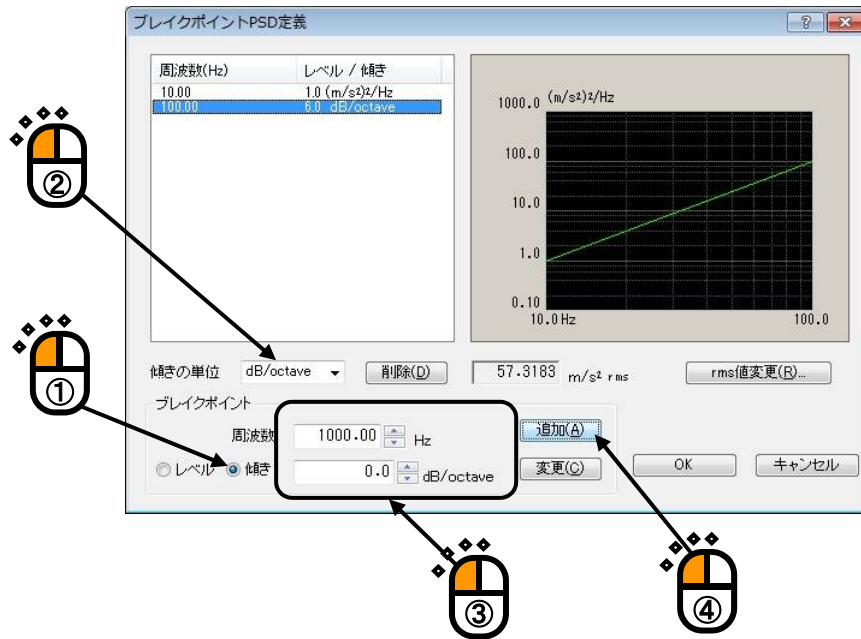 ブレイクポイントPSD定義
周波数(Hz) レベル / 傾き
10.00 1.0 (m/s²)²/Hz
100.00 6.0 dB/octave
1000.0 (m/s²)²/Hz
100.0
10.0
1.0
0.10
10.0 Hz 100.0
②
①
傾きの単位 dB/octave 削除(D) 57.3183 m/s² rms rms値変更(R)...
ブレイクポイント
周波数 1000.00 Hz 追加(A)
レベル 傾き 0.0 dB/octave 変更(C) OK キャンセル
③ ④